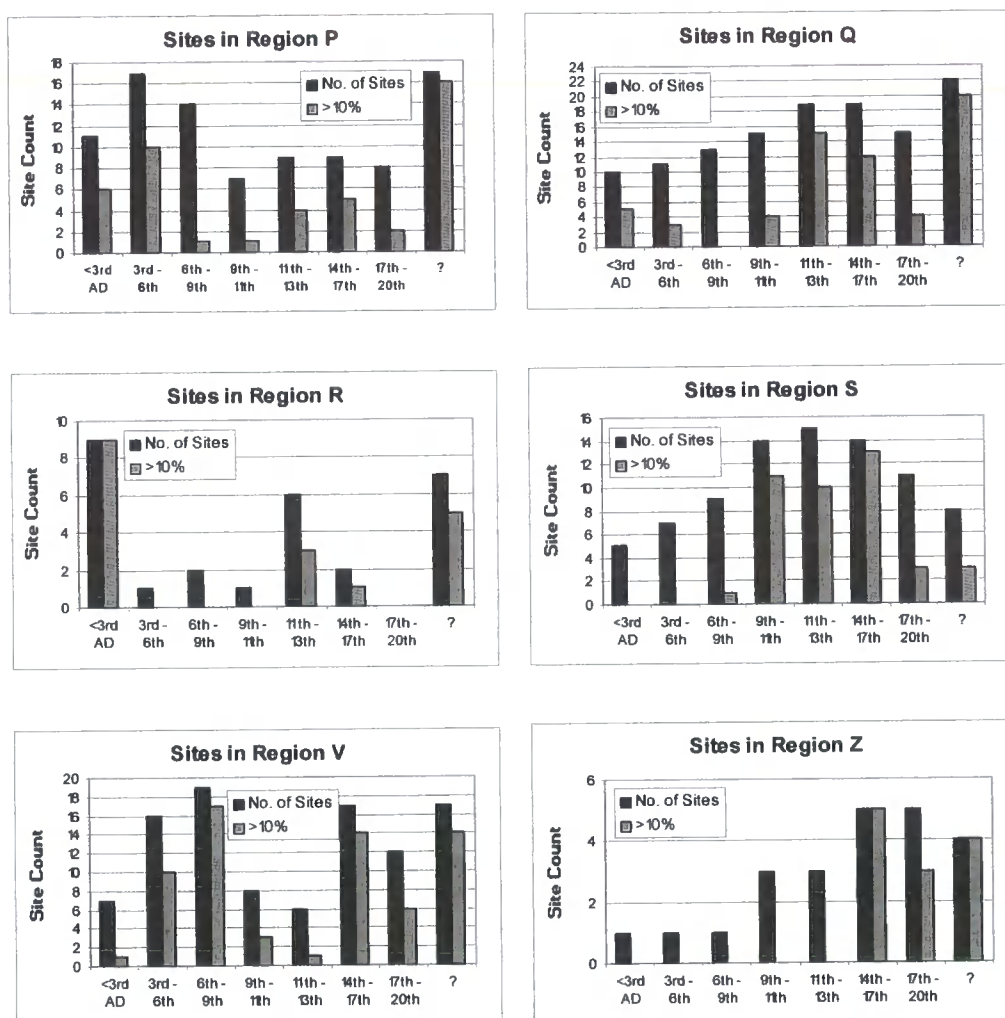 Sites in Region P
Site Count
18
16
14
12
10
8
6
4
2
0
No. of Sites
>10%
<3rd 3rd - 6th - 9th - 11th - 14th - 17th - ?
AD 6th 9th 11th 13th 17th 20th
Sites in Region Q
Site Count
24
22
20
18
16
14
12
10
8
6
4
2
0
No. of Sites
>10%
<3rd 3rd - 6th - 9th - 11th - 14th - 17th - ?
AD 6th 9th 11th 13th 17th 20th
Sites in Region R
Site Count
10
8
6
4
2
0
No. of Sites
>10%
<3rd 3rd - 6th - 9th - 11th - 14th - 17th - ?
AD 6th 9th 11th 13th 17th 20th
Sites in Region S
Site Count
16
14
12
10
8
6
4
2
0
No. of Sites
>10%
<3rd 3rd - 6th - 9th - 11th - 14th - 17th - ?
AD 6th 9th 11th 13th 17th 20th
Sites in Region V
Site Count
20
18
16
14
12
10
8
6
4
2
0
No. of Sites
>10%
<3rd 3rd - 6th - 9th - 11th - 14th - 17th - ?
AD 6th 9th 11th 13th 17th 20th
Sites in Region Z
Site Count
6
4
2
0
No. of Sites
>10%
<3rd 3rd - 6th - 9th - 11th - 14th - 17th - ?
AD 6th 9th 11th 13th 17th 20th